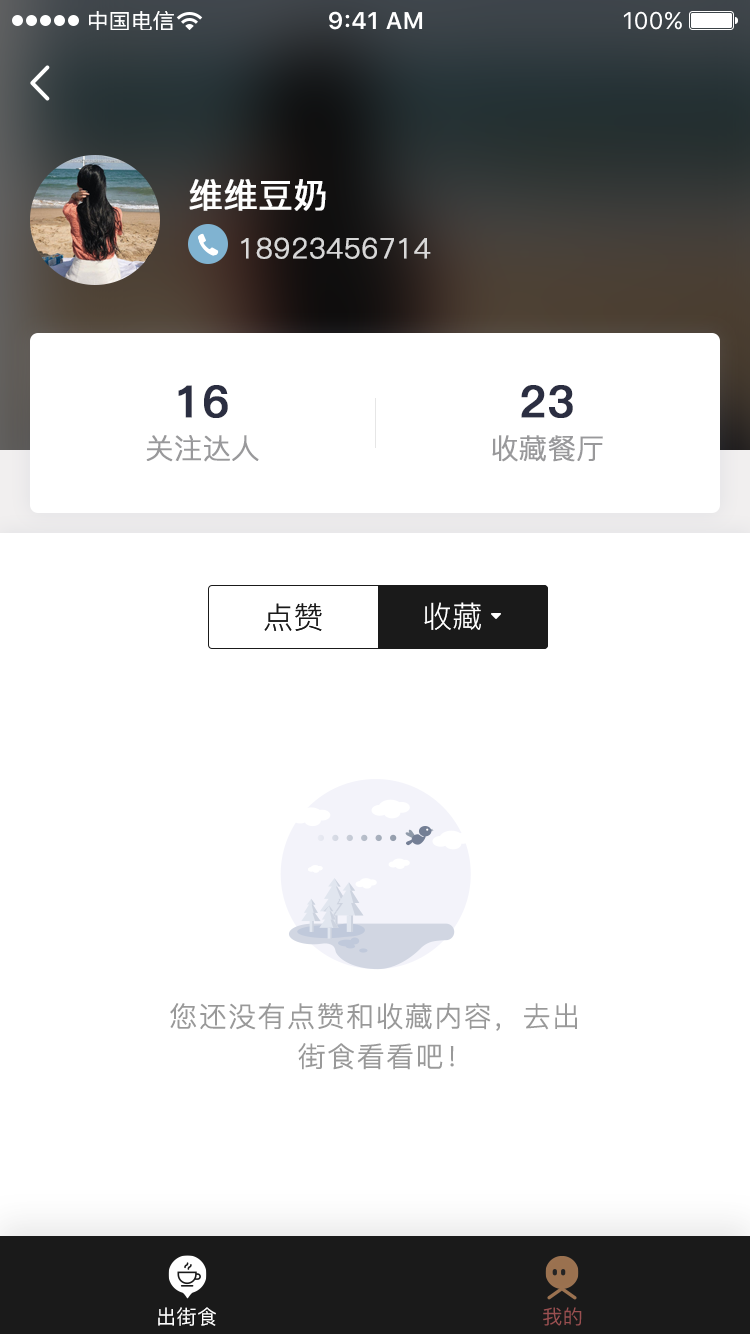 中国电信
9:41 AM
100%
维维豆奶
18923456714
16
23
关注达人
收藏餐厅
点赞
收藏
您还没有点赞和收藏内容，去出
街食看看吧！
出街食
我的